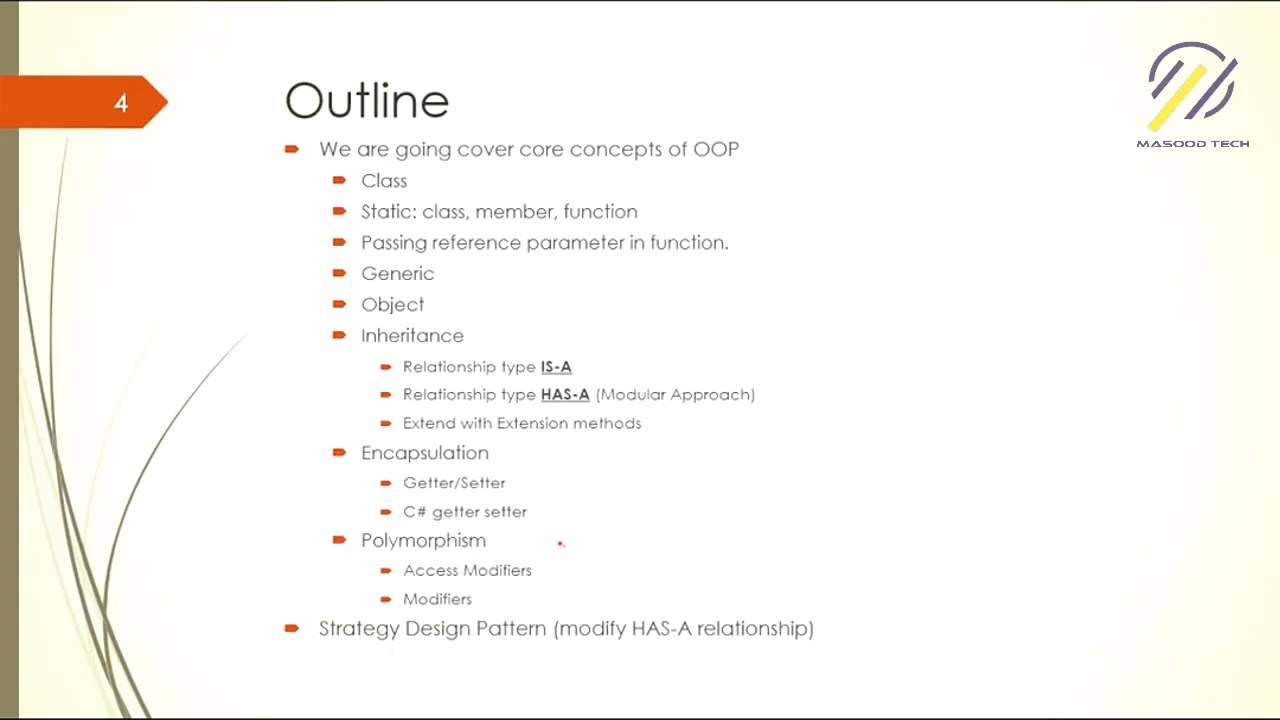 4
Outline
MASOOD TECH
We are going cover core concepts of OOP
Class
Static: class, member, function
Passing reference parameter in function.
Generic
Object
Inheritance
Relationship type IS-A
Relationship type HAS-A (Modular Approach)
Extend with Extension methods
Encapsulation
Getter/Setter
C# getter setter
Polymorphism
Access Modifiers
Modifiers
Strategy Design Pattern (modify HAS-A relationship)